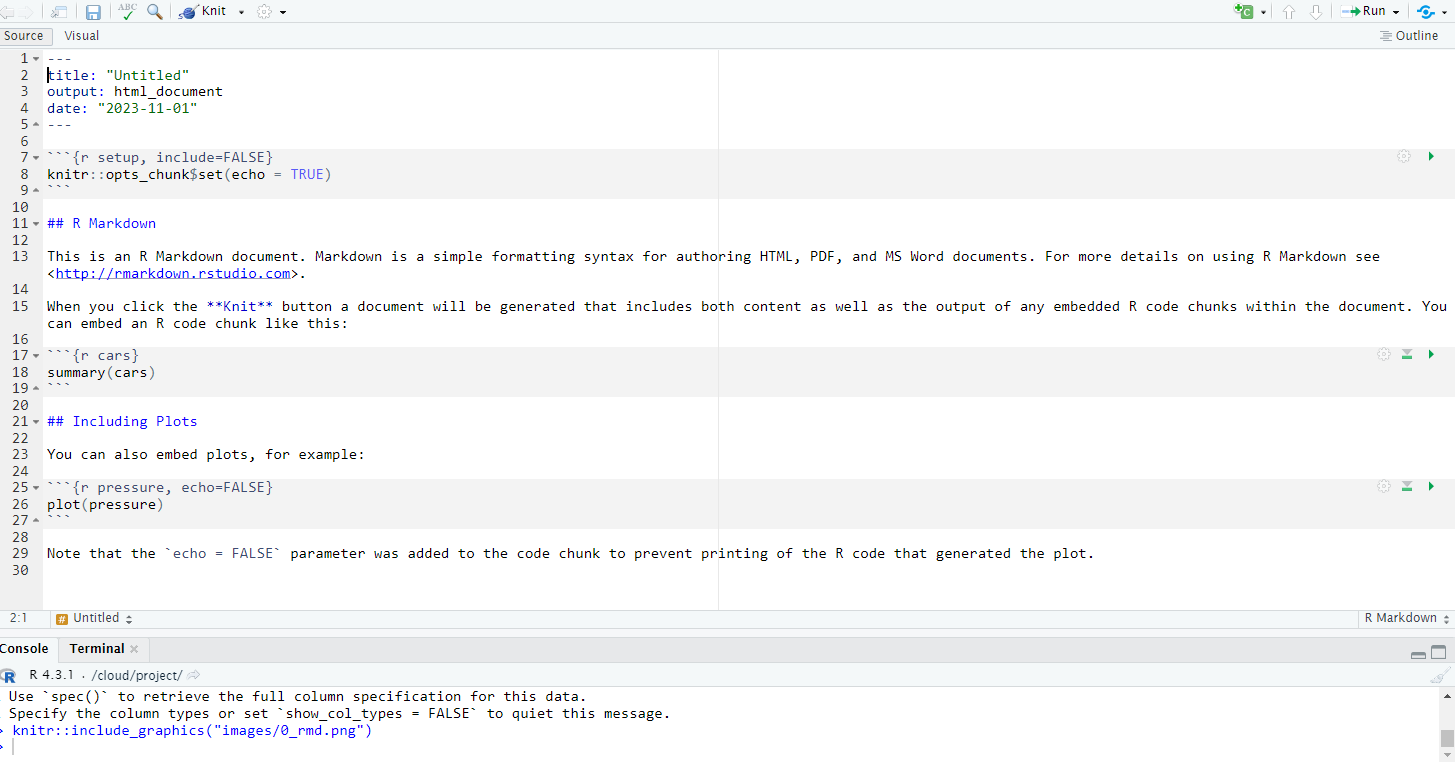 ABC Knit Run
Source Visual Outline
1 ---
2 title: "Untitled"
3 output: html_document
4 date: "2023-11-01"
5 ---
6
7 ```{r setup, include=FALSE}
8 knitr::opts_chunk$set(echo = TRUE)
9 ```
10
11 ## R Markdown
12
13 This is an R Markdown document. Markdown is a simple formatting syntax for authoring HTML, PDF, and MS Word documents. For more details on using R Markdown see
<http://rmarkdown.rstudio.com>.
14
15 When you click the **Knit** button a document will be generated that includes both content as well as the output of any embedded R code chunks within the document. You
can embed an R code chunk like this:
16
17 ```{r cars}
18 summary(cars)
19 ```
20
21 ## Including Plots
22
23 You can also embed plots, for example:
24
25 ```{r pressure, echo=FALSE}
26 plot(pressure)
27 ```
28
29 Note that the `echo = FALSE` parameter was added to the code chunk to prevent printing of the R code that generated the plot.
30
2:1 # Untitled R Markdown
Console Terminal
R R 4.3.1 · /cloud/project/
Use `spec()` to retrieve the full column specification for this data.
Specify the column types or set `show_col_types = FALSE` to quiet this message.
> knitr::include_graphics("images/0_rmd.png")
>